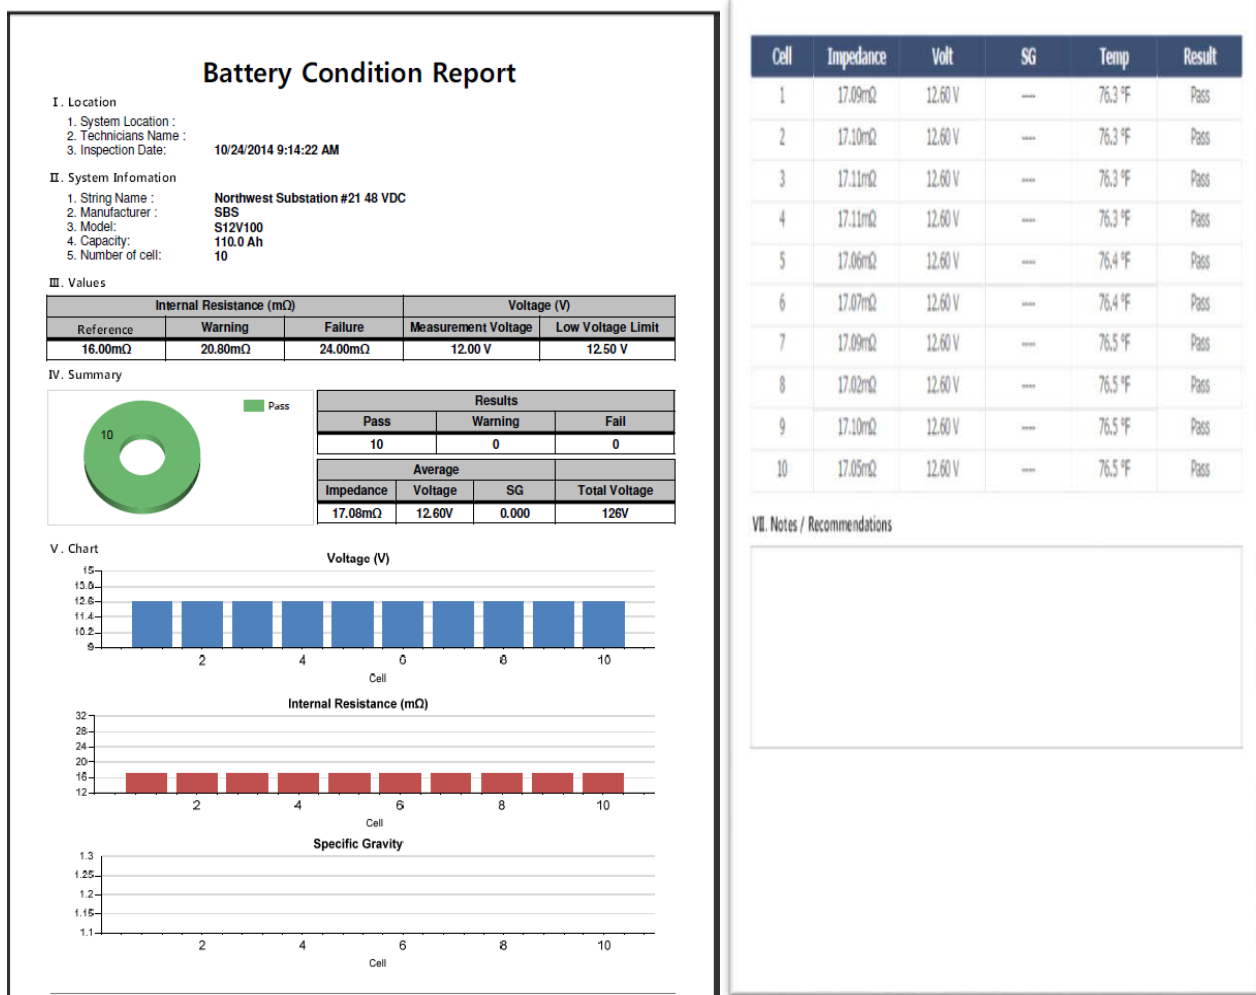 Battery Condition Report
Ⅰ. Location
1. System Location :
2. Technicians Name :
3. Inspection Date: 10/24/2014 9:14:22 AM
Ⅱ. System Infomation
1. String Name : Northwest Substation #21 48 VDC
2. Manufacturer : SBS
3. Model: S12V100
4. Capacity: 110.0 Ah
5. Number of cell: 10
Ⅲ. Values
Internal Resistance (mΩ) Voltage (V)
Reference Warning Failure Measurement Voltage Low Voltage Limit
16.00mΩ 20.80mΩ 24.00mΩ 12.00 V 12.50 V
Ⅳ. Summary
10
Pass
Results
Pass Warning Fail
10 0 0
Average
Impedance Voltage SG Total Voltage
17.08mΩ 12.60V 0.000 126V
Ⅴ. Chart
Voltage (V)
15
13.8
12.6
11.4
10.2
9
2 4 6 8 10
Cell
Internal Resistance (mΩ)
32
28
24
20
16
12
2 4 6 8 10
Cell
Specific Gravity
1.3
1.25
1.2
1.15
1.1
2 4 6 8 10
Cell
Cell Impedance Volt SG Temp Result
1 17.09mΩ 12.60 V ---- 76.3 ºF Pass
2 17.10mΩ 12.60 V ---- 76.3 ºF Pass
3 17.11mΩ 12.60 V ---- 76.3 ºF Pass
4 17.11mΩ 12.60 V ---- 76.3 ºF Pass
5 17.06mΩ 12.60 V ---- 76.4 ºF Pass
6 17.07mΩ 12.60 V ---- 76.4 ºF Pass
7 17.09mΩ 12.60 V ---- 76.5 ºF Pass
8 17.02mΩ 12.60 V ---- 76.5 ºF Pass
9 17.10mΩ 12.60 V ---- 76.5 ºF Pass
10 17.05mΩ 12.60 V ---- 76.5 ºF Pass
Ⅶ. Notes / Recommendations